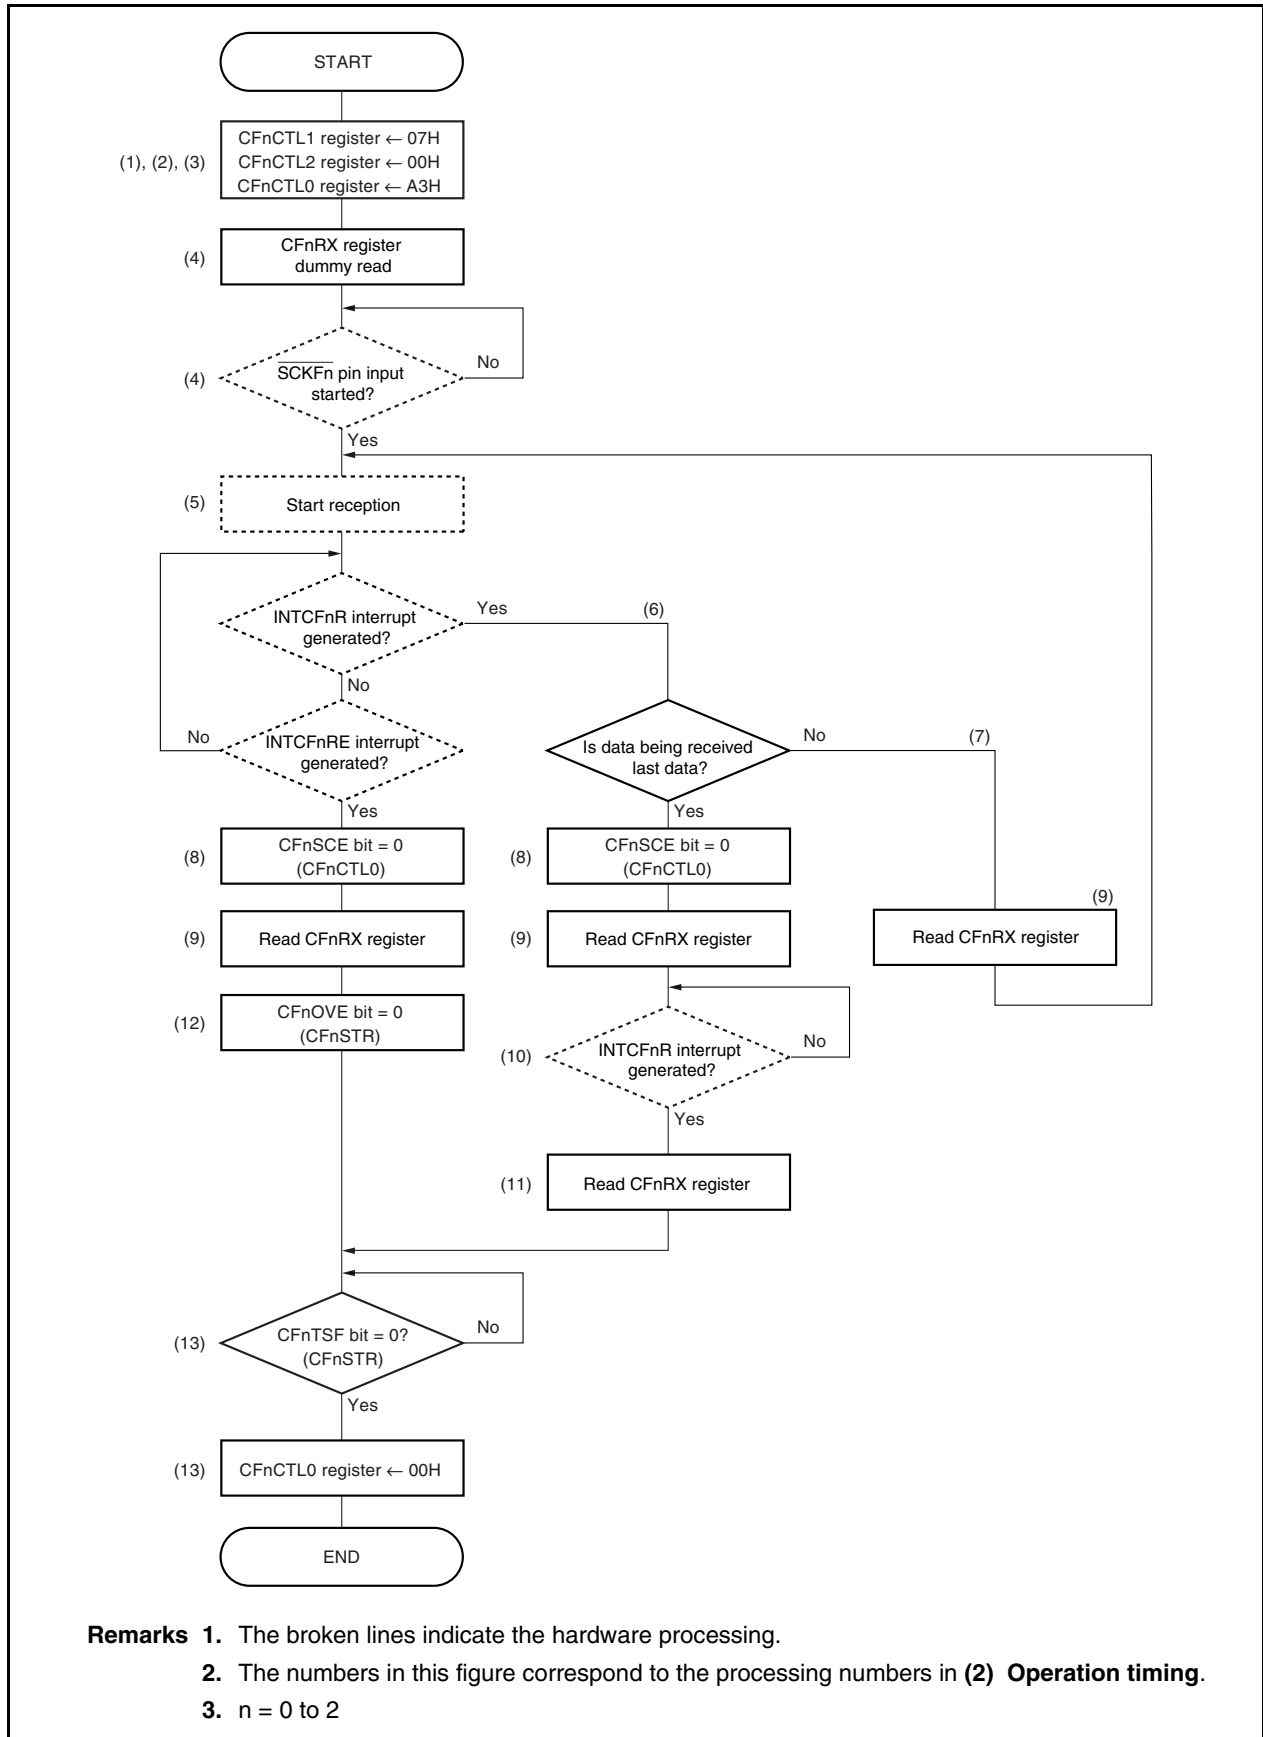 START
(1), (2), (3)
CFnCTL1 register ← 07H
CFnCTL2 register ← 00H
CFnCTL0 register ← A3H
(4)
CFnRX register
dummy read
(4)
SCKFn pin input
started?
No
Yes
(5)
Start reception
INTCFnR interrupt
generated?
Yes
(6)
No
INTCFnRE interrupt
generated?
No
Yes
Is data being received
last data?
No
(7)
Yes
(8)
CFnSCE bit = 0
(CFnCTL0)
(8)
CFnSCE bit = 0
(CFnCTL0)
(9)
Read CFnRX register
(9)
Read CFnRX register
(9)
Read CFnRX register
(12)
CFnOVE bit = 0
(CFnSTR)
(10)
INTCFnR interrupt
generated?
No
Yes
(11)
Read CFnRX register
(13)
CFnTSF bit = 0?
(CFnSTR)
No
Yes
(13)
CFnCTL0 register ← 00H
END
Remarks 1. The broken lines indicate the hardware processing.
2. The numbers in this figure correspond to the processing numbers in (2) Operation timing.
3. n = 0 to 2